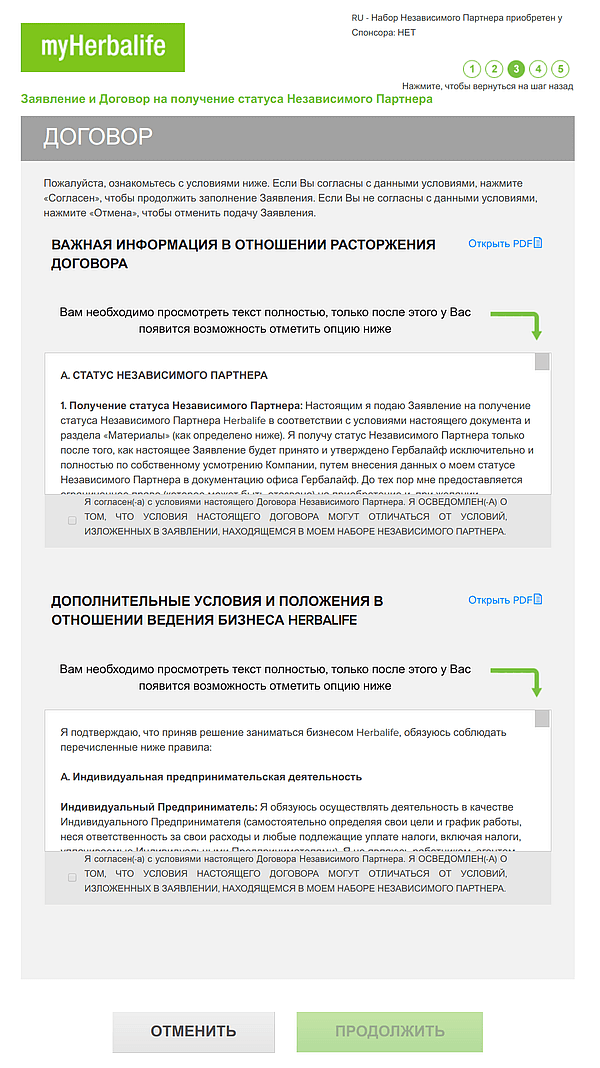 myHerbalife
RU - Набор Независимого Партнера приобретен у
Спонсора: НЕТ
1 2 3 4 5
Нажмите, чтобы вернуться на шаг назад
Заявление и Договор на получение статуса Независимого Партнера
ДОГОВОР
Пожалуйста, ознакомьтесь с условиями ниже. Если Вы согласны с данными условиями, нажмите
«Согласен», чтобы продолжить заполнение Заявления. Если Вы не согласны с данными условиями,
нажмите «Отмена», чтобы отменить подачу Заявления.
ВАЖНАЯ ИНФОРМАЦИЯ В ОТНОШЕНИИ РАСТОРЖЕНИЯ
ДОГОВОРА
Открыть PDF
Вам необходимо просмотреть текст полностью, только после этого у Вас
появится возможность отметить опцию ниже
А. СТАТУС НЕЗАВИСИМОГО ПАРТНЕРА
1. Получение статуса Независимого Партнера: Настоящим я подаю Заявление на получение
статуса Независимого Партнера Herbalife в соответствии с условиями настоящего документа и
раздела «Материалы» (как определено ниже). Я получу статус Независимого Партнера только
после того, как настоящее Заявление будет принято и утверждено Гербалайф исключительно и
полностью по собственному усмотрению Компании, путем внесения данных о моем статусе
Независимого Партнера в документацию офиса Гербалайф. До тех пор мне предоставляется
Я согласен(-а) с условиями настоящего Договора Независимого Партнера. Я ОСВЕДОМЛЕН(-А) О
ТОМ, ЧТО УСЛОВИЯ НАСТОЯЩЕГО ДОГОВОРА МОГУТ ОТЛИЧАТЬСЯ ОТ УСЛОВИЙ,
ИЗЛОЖЕННЫХ В ЗАЯВЛЕНИИ, НАХОДЯЩЕМСЯ В МОЕМ НАБОРЕ НЕЗАВИСИМОГО ПАРТНЕРА.
ДОПОЛНИТЕЛЬНЫЕ УСЛОВИЯ И ПОЛОЖЕНИЯ В
ОТНОШЕНИИ ВЕДЕНИЯ БИЗНЕСА HERBALIFE
Открыть PDF
Вам необходимо просмотреть текст полностью, только после этого у Вас
появится возможность отметить опцию ниже
Я подтверждаю, что приняв решение заниматься бизнесом Herbalife, обязуюсь соблюдать
перечисленные ниже правила:
А. Индивидуальная предпринимательская деятельность
Индивидуальный Предприниматель: Я обязуюсь осуществлять деятельность в качестве
Индивидуального Предпринимателя (самостоятельно определяя свои цели и график работы,
неся ответственность за свои расходы и любые подлежащие уплате налоги, включая налоги,
Я согласен(-а) с условиями настоящего Договора Независимого Партнера. Я ОСВЕДОМЛЕН(-А) О
ТОМ, ЧТО УСЛОВИЯ НАСТОЯЩЕГО ДОГОВОРА МОГУТ ОТЛИЧАТЬСЯ ОТ УСЛОВИЙ,
ИЗЛОЖЕННЫХ В ЗАЯВЛЕНИИ, НАХОДЯЩЕМСЯ В МОЕМ НАБОРЕ НЕЗАВИСИМОГО ПАРТНЕРА.
ОТМЕНИТЬ
ПРОДОЛЖИТЬ